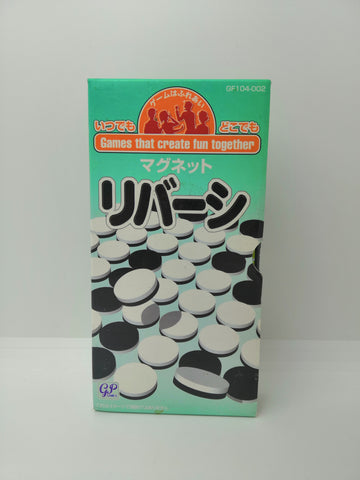 GF104-002
ゲームはふれあい
いつでも どこでも
Games that create fun together
マグネット
リバーシ
GP